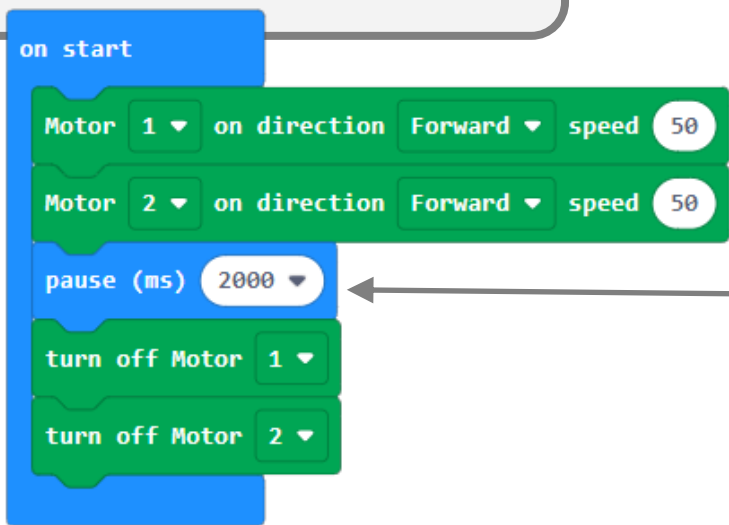 on start
Motor 1 on direction Forward speed 50
Motor 2 on direction Forward speed 50
pause (ms) 2000
turn off Motor 1
turn off Motor 2